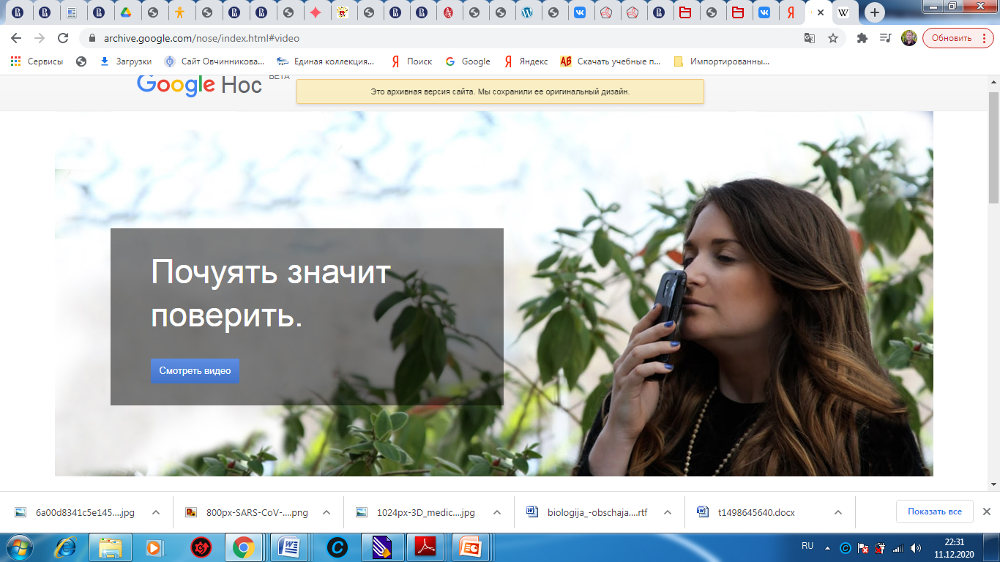 archive.google.com/nose/index.html#video
Обновить
Сервисы
Загрузки
Сайт Овчинникова...
Единая коллекция...
Поиск
Google
Яндекс
Скачать учебные п...
Импортированны...
Google Нос BETA
Это архивная версия сайта. Мы сохранили ее оригинальный дизайн.
Почуять значит
поверить.
Смотреть видео
6a00d8341c5e145....jpg
800px-SARS-CoV-....png
1024px-3D_medic....jpg
biologija_-obschaja....rtf
t1498645640.docx
Показать все
RU
22:31
11.12.2020